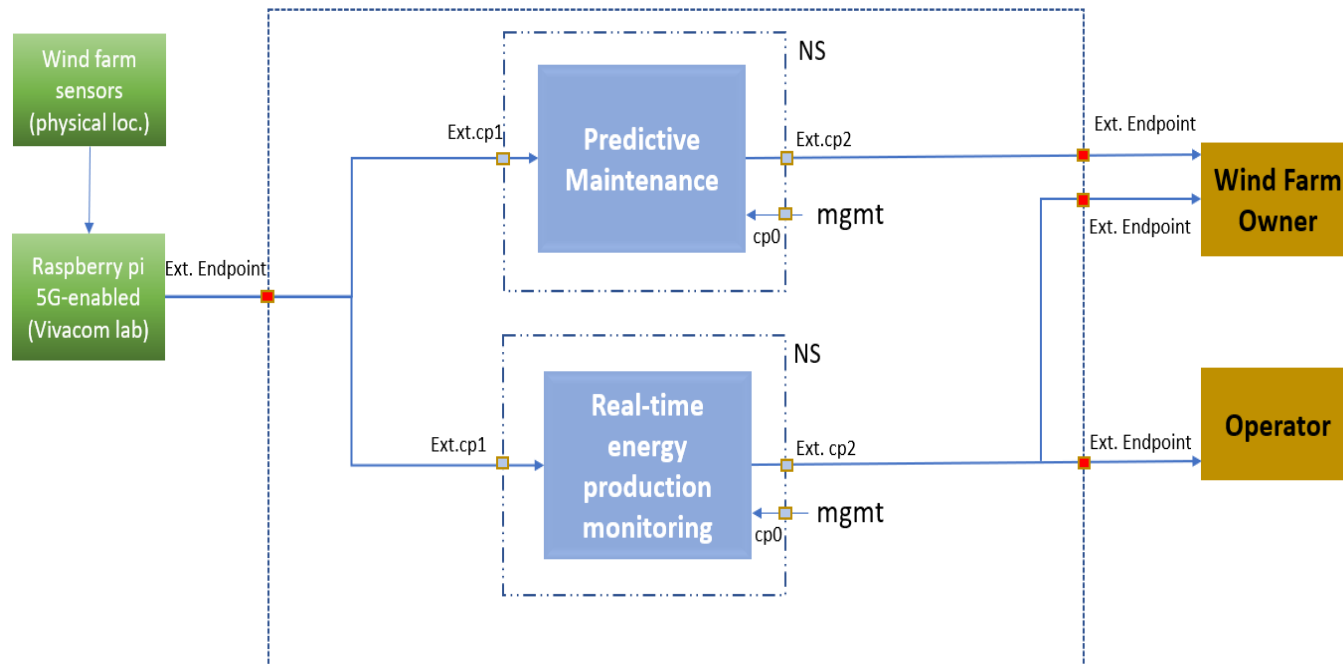 Wind farm
sensors
(physical loc.)
Raspberry pi
5G-enabled
(Vivacom lab)
Ext. Endpoint
NS
Ext.cp1
Predictive
Maintenance
Ext.cp2
mgmt
cp0
NS
Ext.cp1
Real-time
energy
production
monitoring
Ext. cp2
mgmt
cp0
Ext. Endpoint
Ext. Endpoint
Wind Farm
Owner
Ext. Endpoint
Operator